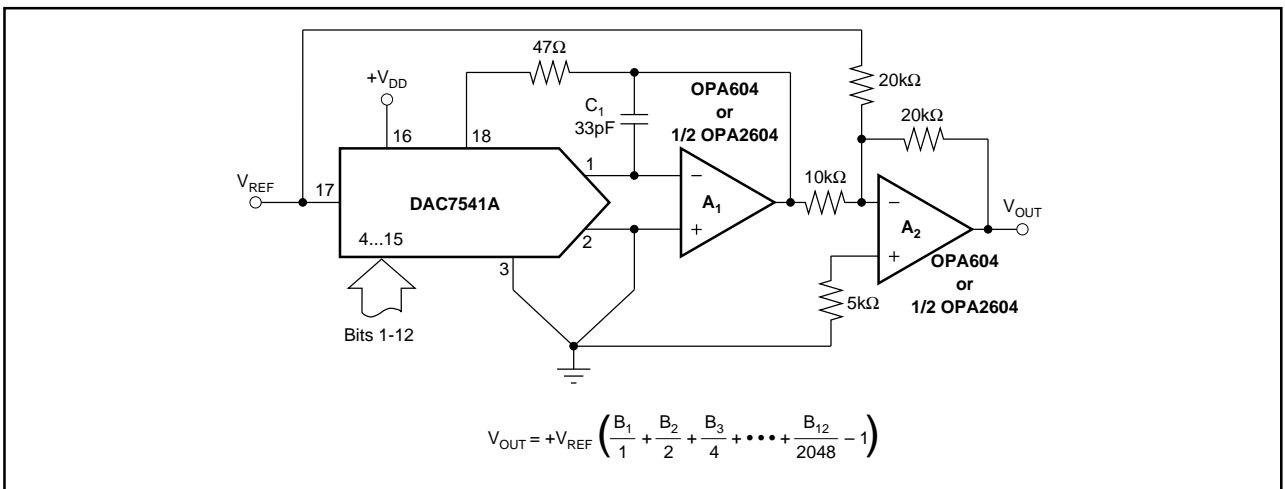 47Ω
20kΩ
+V_DD
C_1
33pF
OPA604
or
1/2 OPA2604
20kΩ
16
18
1
V_REF
17
DAC7541A
–
A_1
+
10kΩ
–
A_2
+
V_OUT
2
4...15
3
OPA604
or
1/2 OPA2604
5kΩ
Bits 1-12
V_OUT = +V_REF (B_1/1 + B_2/2 + B_3/4 + • • • • + B_12/2048 – 1)